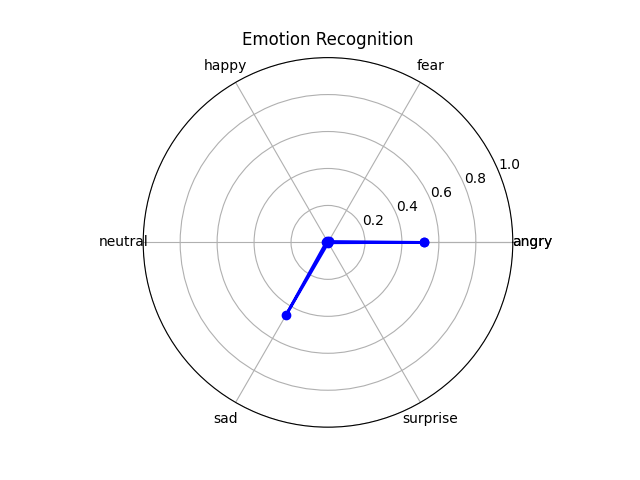 Emotion Recognition
happy
fear
1.0
0.8
0.6
0.4
0.2
neutral
angry
sad
surprise